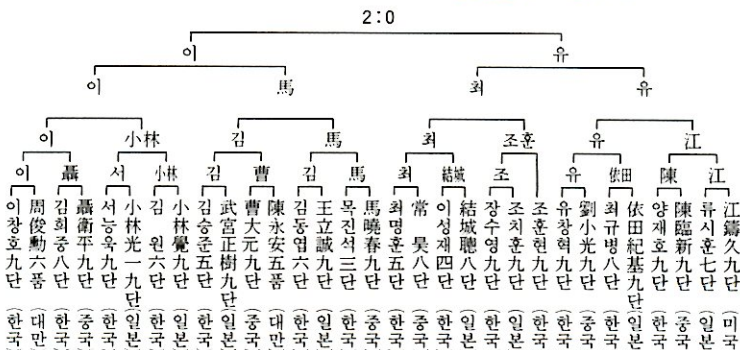 2:0
이 유
이 馬 최 유
이 小林 김 馬 최 조훈 유 江
이 聶 서 小林 김 曹 김 馬 최 結城 조 유 依田 陳 江
이창호九단 (한국
周俊勳六품 (대만
김희중八단 (한국
聶衛平九단 (중국
서능욱九단 (한국
小林光一九단 (일본
김 원六단 (한국
小林覺九단 (일본
김승준五단 (한국
武宮正樹九단 (일본
曹大元九단 (중국
陳永安五품 (대만
김동엽六단 (한국
王立誠九단 (일본
목진석三단 (한국
馬曉春九단 (중국
최명훈五단 (한국
常 昊八단 (중국
이성재四단 (한국
結城聰八단 (일본
장수영九단 (한국
조치훈九단 (일본
조훈현九단 (한국
유창혁九단 (한국
劉小光九단 (중국
최규병八단 (한국
依田紀基九단 (일본
양재호九단 (한국
陳臨新九단 (중국
류시훈七단 (일본
江鑄久九단 (미국